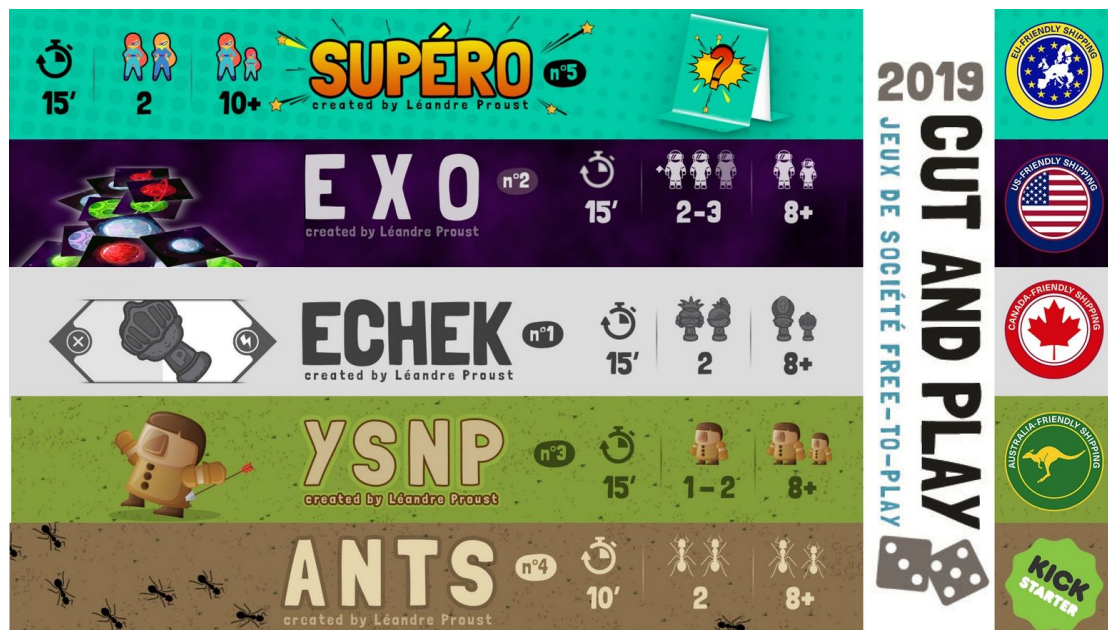 SUPÉRO
n°5
created by Léandre Proust
15’
2
10+
?
EXO
n°2
created by Léandre Proust
15’
2-3
8+
ECHEK
n°1
created by Léandre Proust
15’
2
8+
YSNP
n°3
created by Léandre Proust
15’
1-2
8+
ANTS
n°4
created by Léandre Proust
10’
2
8+
2019
CUT AND PLAY
JEUX DE SOCIÉTÉ FREE-TO-PLAY
EU-FRIENDLY SHIPPING
US-FRIENDLY SHIPPING
CANADA-FRIENDLY SHIPPING
AUSTRALIA-FRIENDLY SHIPPING
KICK
STARTER